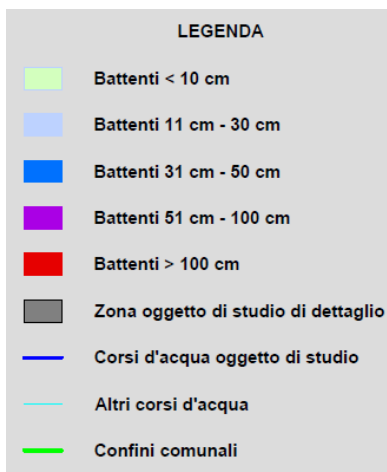 LEGENDA
Battenti < 10 cm
Battenti 11 cm - 30 cm
Battenti 31 cm - 50 cm
Battenti 51 cm - 100 cm
Battenti > 100 cm
Zona oggetto di studio di dettaglio
Corsi d'acqua oggetto di studio
Altri corsi d'acqua
Confini comunali